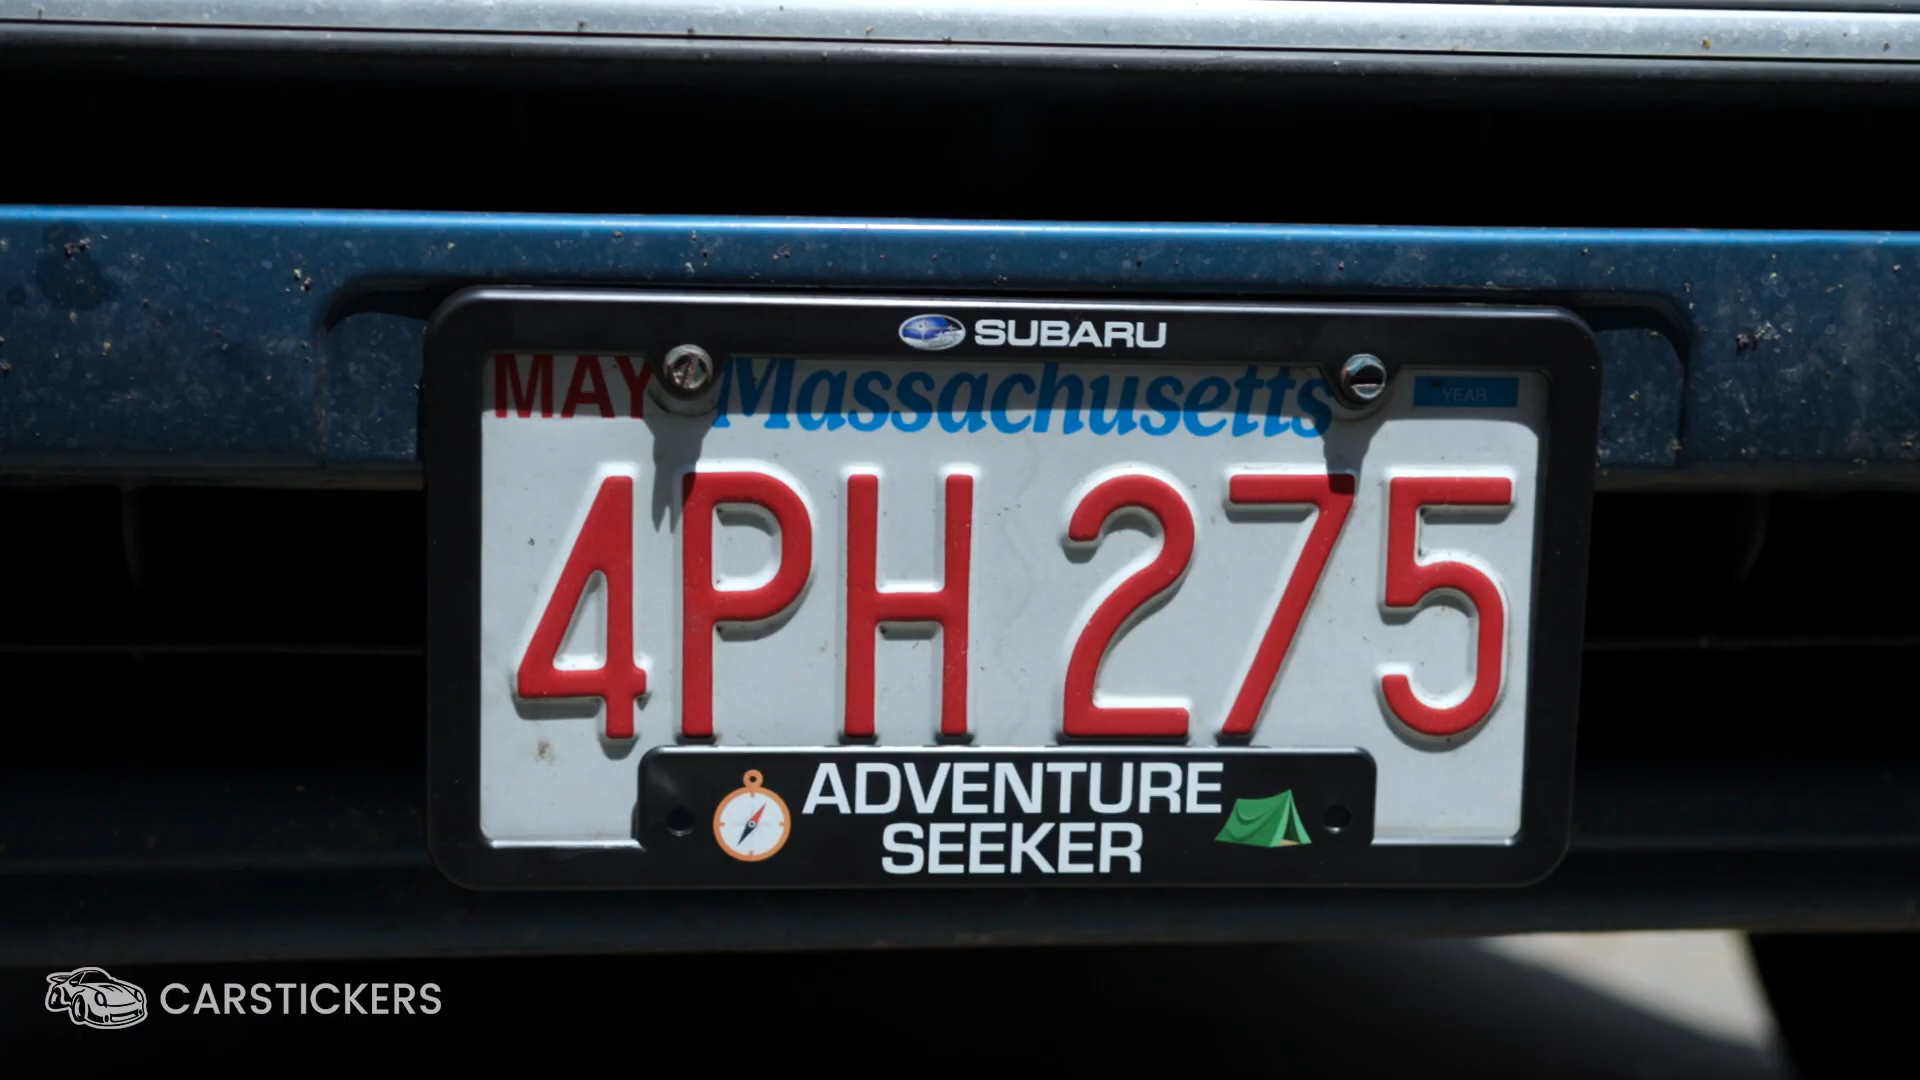 SUBARU
MAY Massachusetts YEAR
4PH 275
ADVENTURE
SEEKER
CARSTICKERS